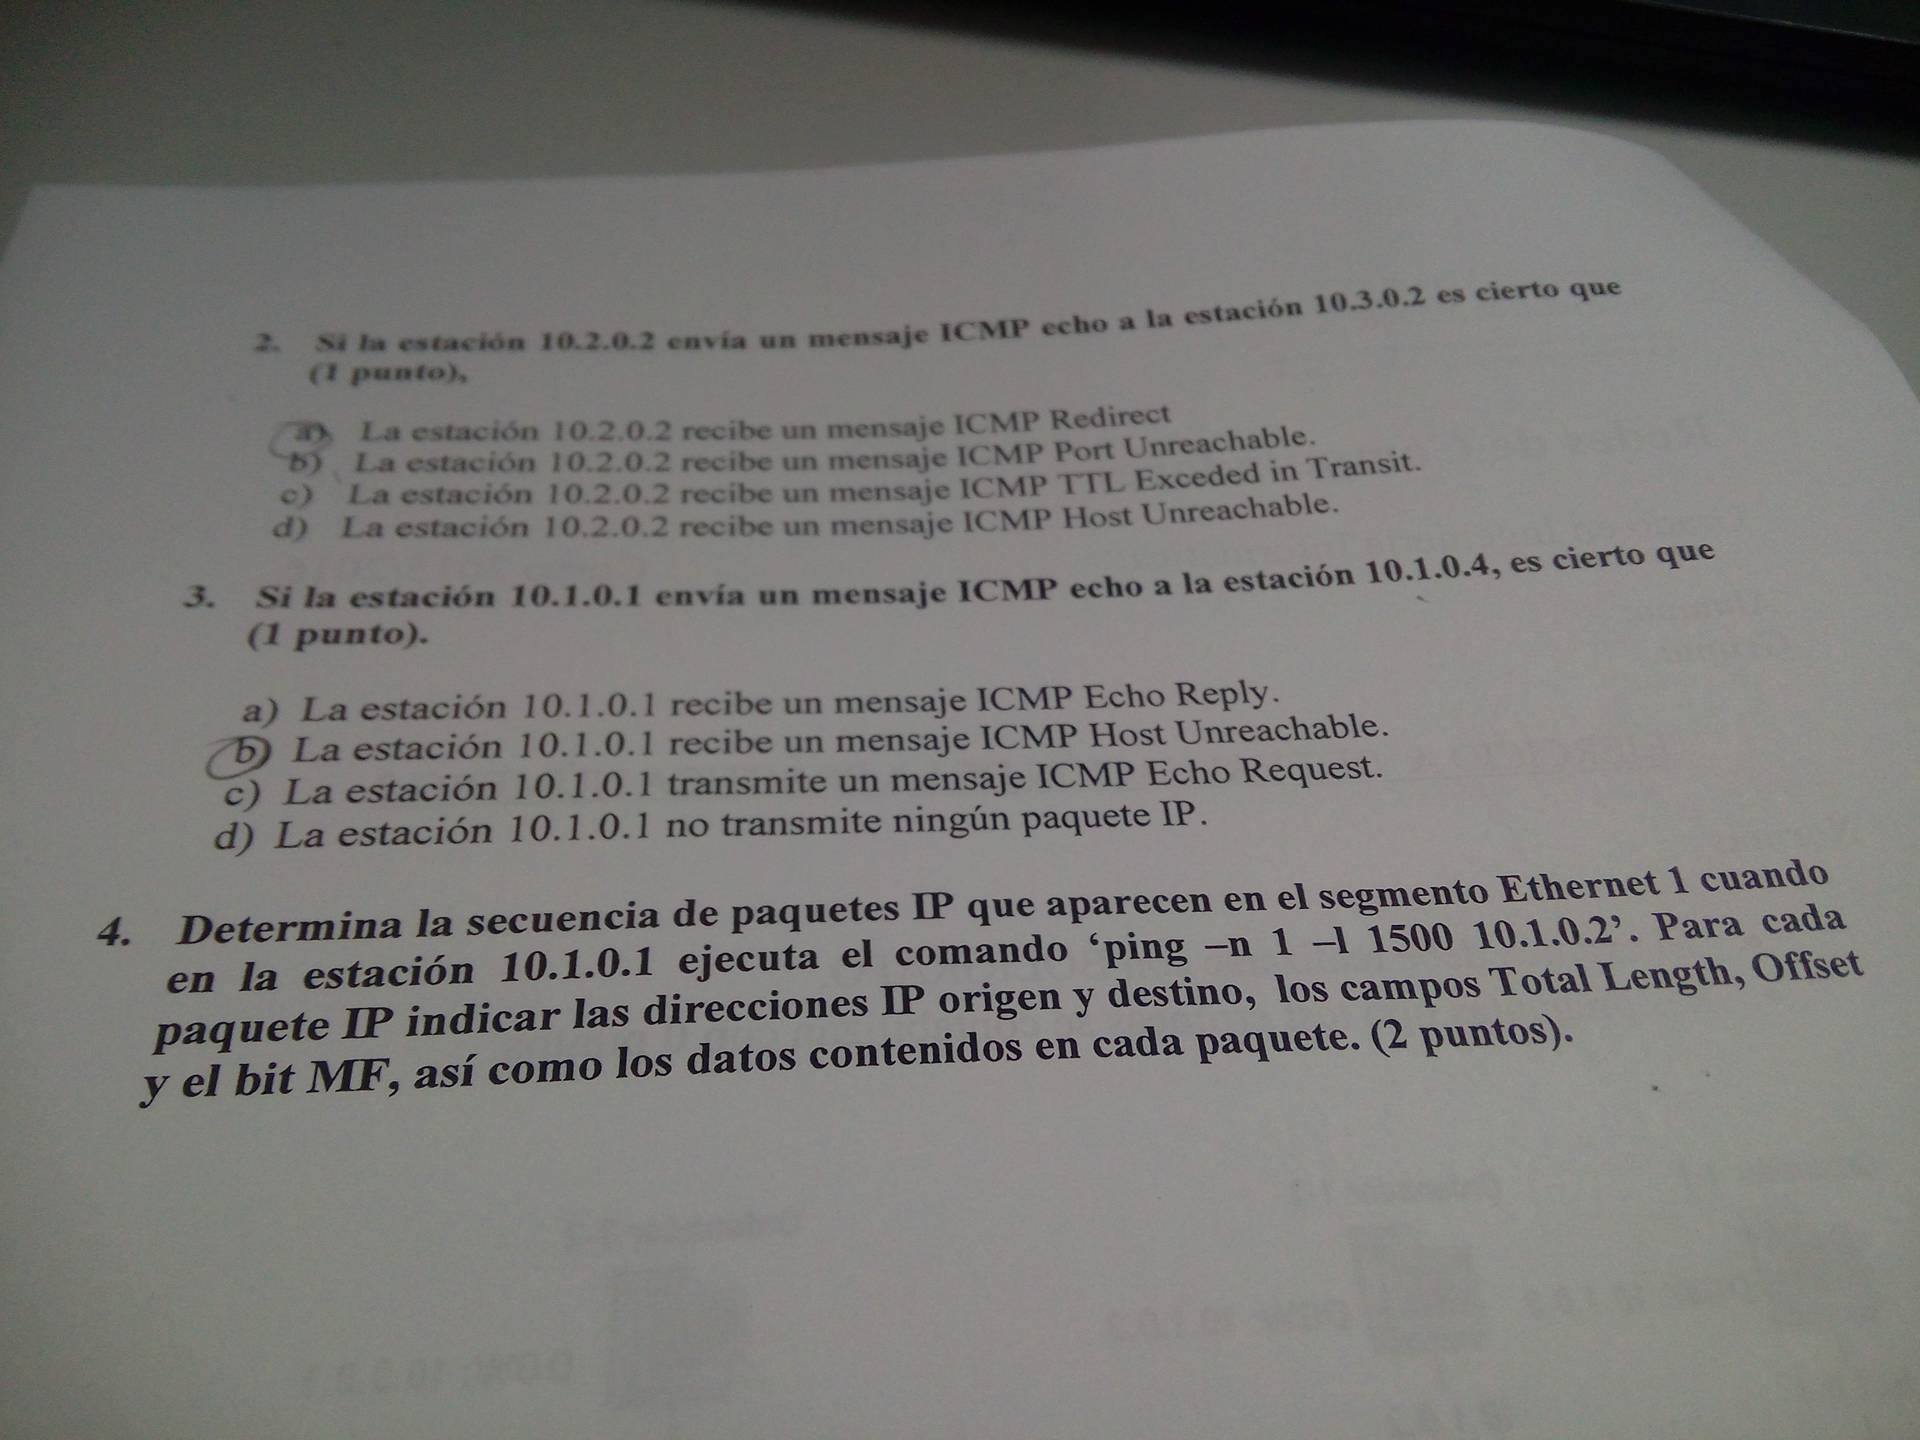 2. Si la estación 10.2.0.2 envía un mensaje ICMP echo a la estación 10.3.0.2 es cierto que
(1 punto),
a) La estación 10.2.0.2 recibe un mensaje ICMP Redirect
b) La estación 10.2.0.2 recibe un mensaje ICMP Port Unreachable.
c) La estación 10.2.0.2 recibe un mensaje ICMP TTL Exceded in Transit.
d) La estación 10.2.0.2 recibe un mensaje ICMP Host Unreachable.
3. Si la estación 10.1.0.1 envía un mensaje ICMP echo a la estación 10.1.0.4, es cierto que
(1 punto).
a) La estación 10.1.0.1 recibe un mensaje ICMP Echo Reply.
b) La estación 10.1.0.1 recibe un mensaje ICMP Host Unreachable.
c) La estación 10.1.0.1 transmite un mensaje ICMP Echo Request.
d) La estación 10.1.0.1 no transmite ningún paquete IP.
4. Determina la secuencia de paquetes IP que aparecen en el segmento Ethernet 1 cuando
en la estación 10.1.0.1 ejecuta el comando ‘ping –n 1 –l 1500 10.1.0.2’. Para cada
paquete IP indicar las direcciones IP origen y destino, los campos Total Length, Offset
y el bit MF, así como los datos contenidos en cada paquete. (2 puntos).